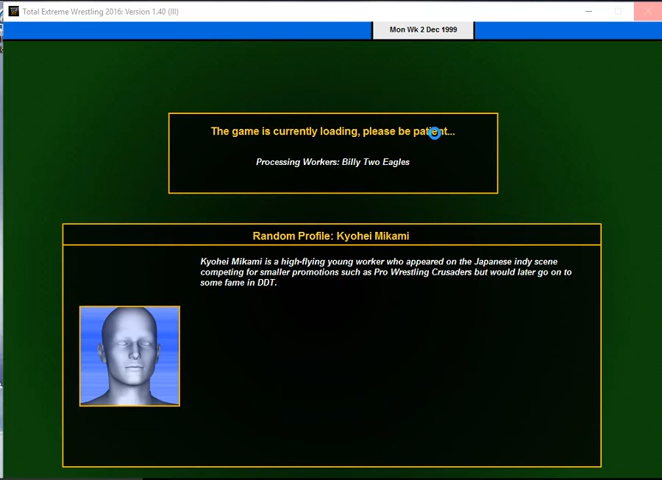 Total Extreme Wrestling 2016: Version 1.40 (III)
Mon Wk 2 Dec 1999
The game is currently loading, please be patient...
Processing Workers: Billy Two Eagles
Random Profile: Kyohei Mikami
Kyohei Mikami is a high-flying young worker who appeared on the Japanese indy scene
competing for smaller promotions such as Pro Wrestling Crusaders but would later go on to
some fame in DDT.